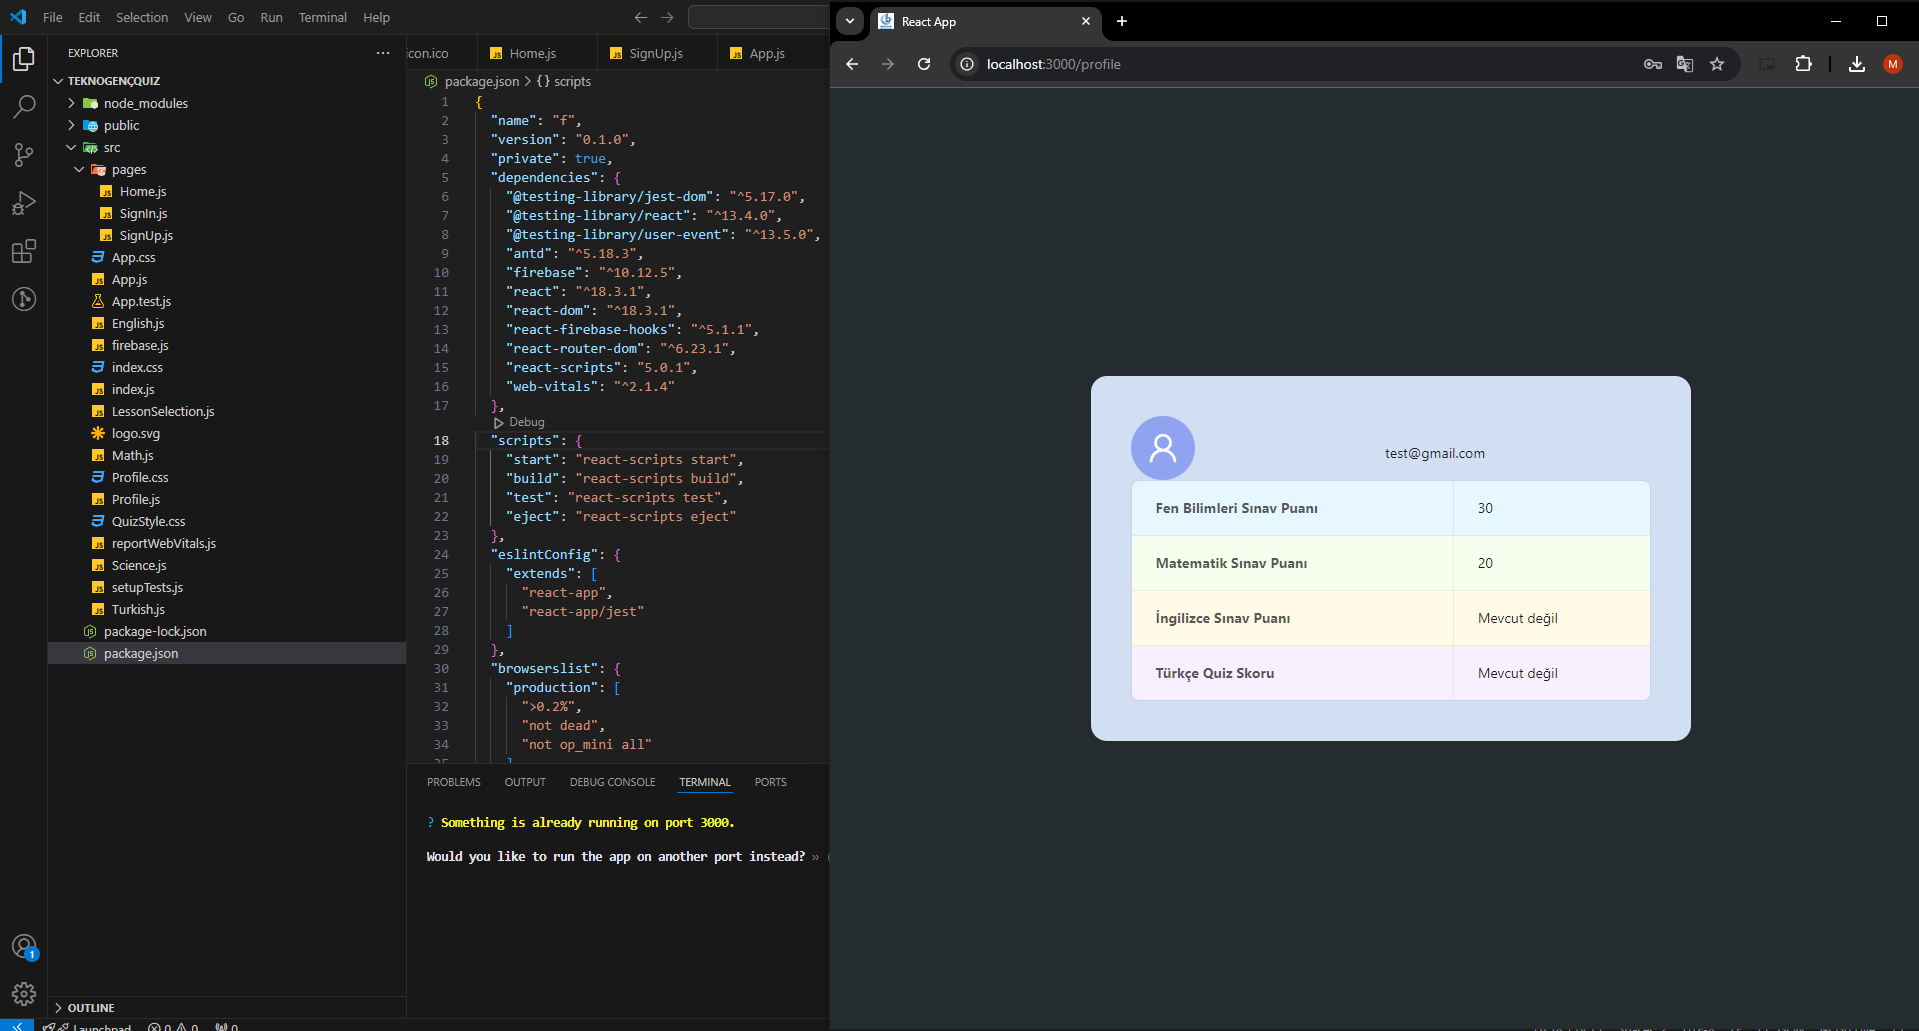 File Edit Selection View Go Run Terminal Help
EXPLORER
TEKNOGENÇQUIZ
node_modules
public
src
pages
Home.js
SignIn.js
SignUp.js
App.css
App.js
App.test.js
English.js
firebase.js
index.css
index.js
LessonSelection.js
logo.svg
Math.js
Profile.css
Profile.js
QuizStyle.css
reportWebVitals.js
Science.js
setupTests.js
Turkish.js
package-lock.json
package.json
OUTLINE
1
Launchpad 0 0 0
con.ico Home.js SignUp.js App.js
package.json > {} scripts
1 {
2 "name": "f",
3 "version": "0.1.0",
4 "private": true,
5 "dependencies": {
6 "@testing-library/jest-dom": "^5.17.0",
7 "@testing-library/react": "^13.4.0",
8 "@testing-library/user-event": "^13.5.0",
9 "antd": "^5.18.3",
10 "firebase": "^10.12.5",
11 "react": "^18.3.1",
12 "react-dom": "^18.3.1",
13 "react-firebase-hooks": "^5.1.1",
14 "react-router-dom": "^6.23.1",
15 "react-scripts": "5.0.1",
16 "web-vitals": "^2.1.4"
17 },
Debug
18 "scripts": {
19 "start": "react-scripts start",
20 "build": "react-scripts build",
21 "test": "react-scripts test",
22 "eject": "react-scripts eject"
23 },
24 "eslintConfig": {
25 "extends": [
26 "react-app",
27 "react-app/jest"
28 ]
29 },
30 "browserslist": {
31 "production": [
32 ">0.2%",
33 "not dead",
34 "not op_mini all"
35 ]
PROBLEMS OUTPUT DEBUG CONSOLE TERMINAL PORTS
? Something is already running on port 3000.
Would you like to run the app on another port instead? »
React App
localhost:3000/profile
M
test@gmail.com
Fen Bilimleri Sınav Puanı 30
Matematik Sınav Puanı 20
İngilizce Sınav Puanı Mevcut değil
Türkçe Quiz Skoru Mevcut değil